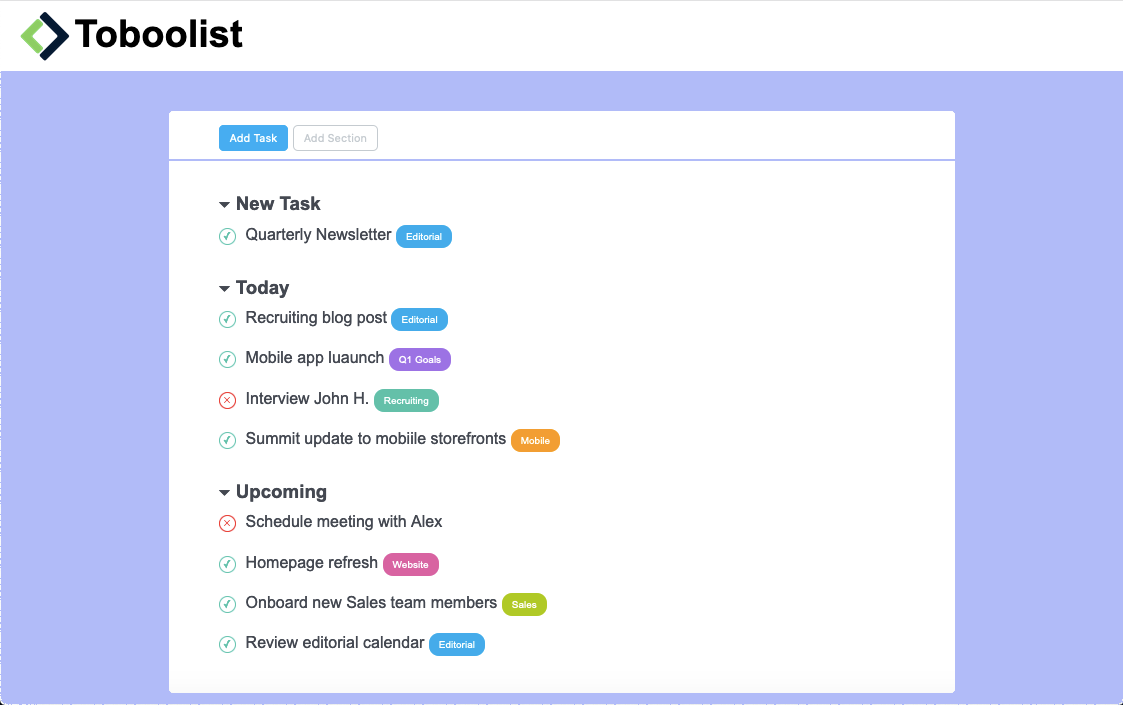 Toboolist
Add Task Add Section
New Task
Quarterly Newsletter Editorial
Today
Recruiting blog post Editorial
Mobile app luaunch Q1 Goals
Interview John H. Recruiting
Summit update to mobiile storefronts Mobile
Upcoming
Schedule meeting with Alex
Homepage refresh Website
Onboard new Sales team members Sales
Review editorial calendar Editorial